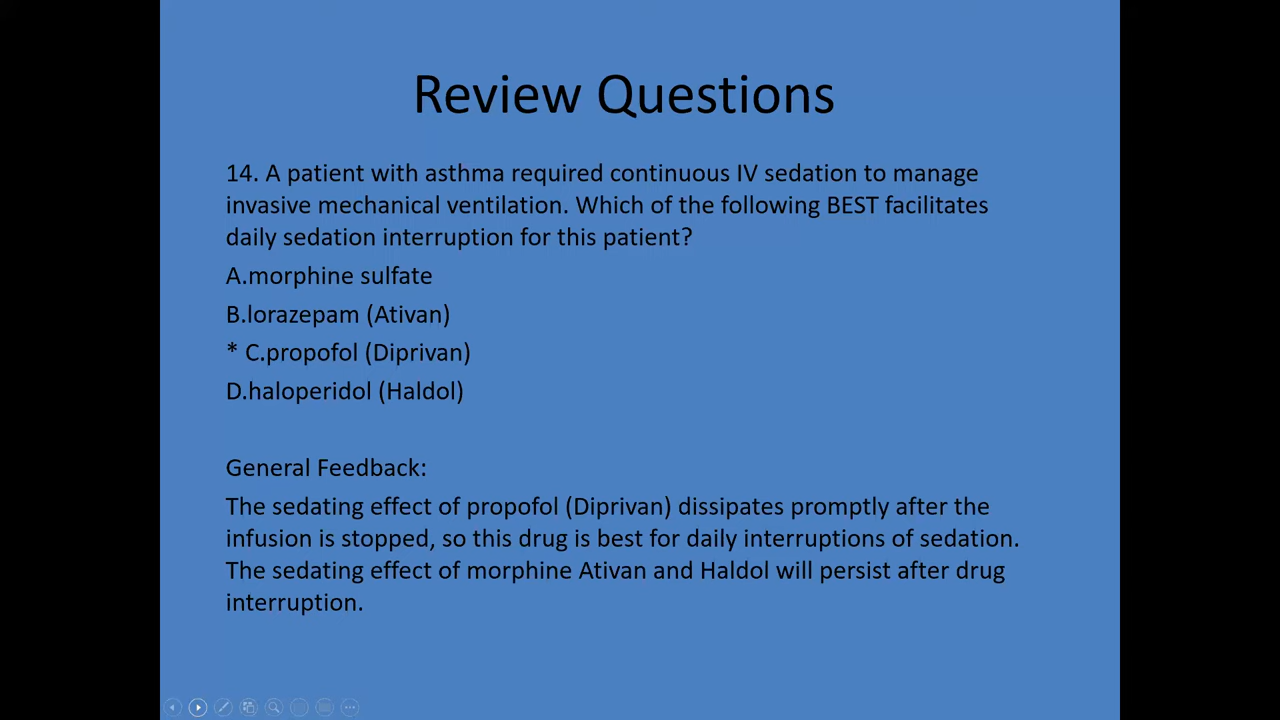 Review Questions
14. A patient with asthma required continuous IV sedation to manage
invasive mechanical ventilation. Which of the following BEST facilitates
daily sedation interruption for this patient?
A.morphine sulfate
B.lorazepam (Ativan)
* C.propofol (Diprivan)
D.haloperidol (Haldol)
General Feedback:
The sedating effect of propofol (Diprivan) dissipates promptly after the
infusion is stopped, so this drug is best for daily interruptions of sedation.
The sedating effect of morphine Ativan and Haldol will persist after drug
interruption.